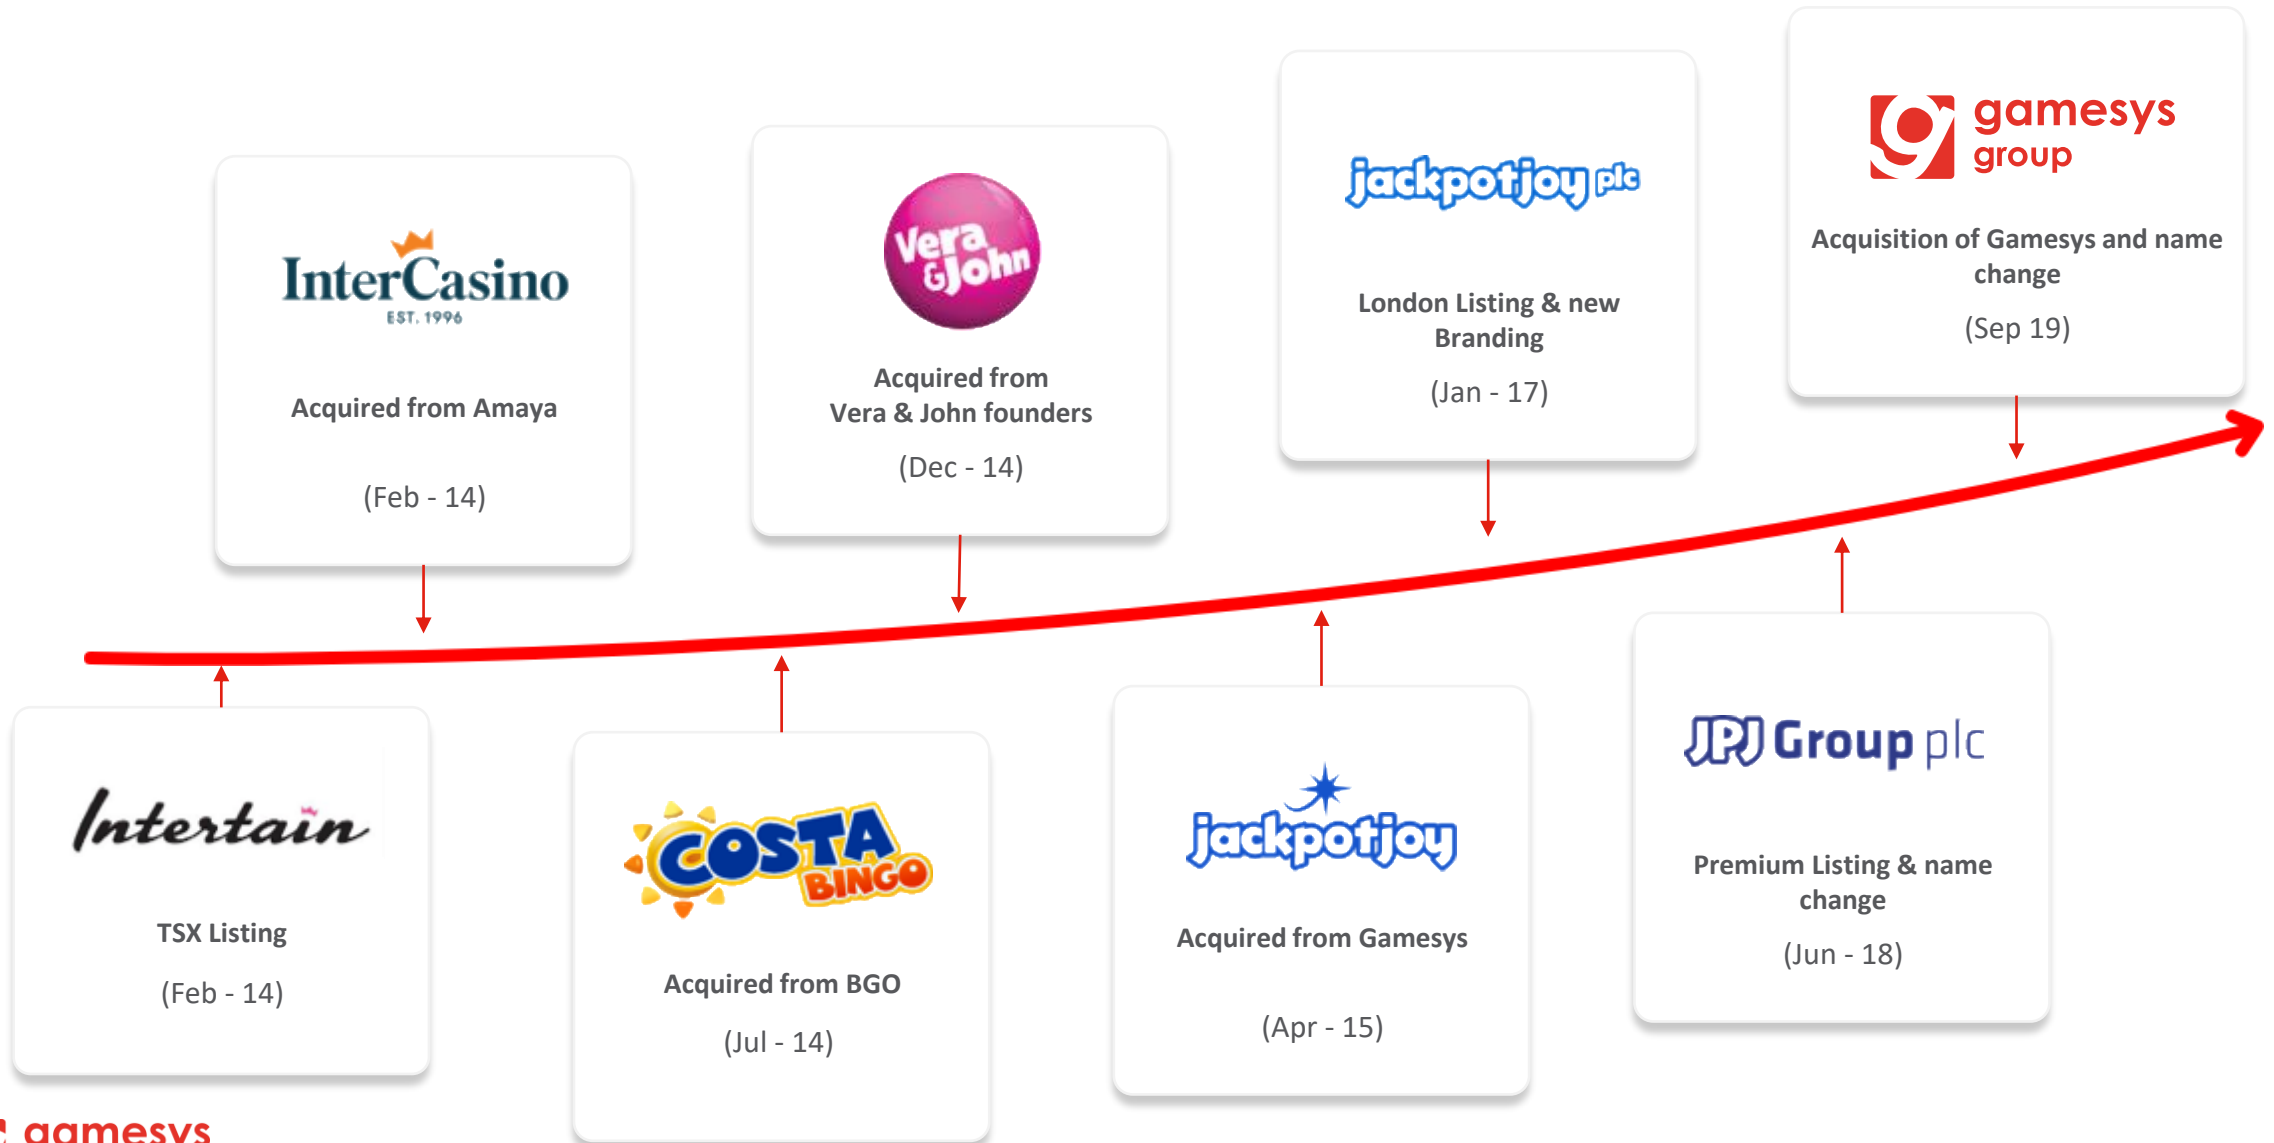 InterCasino
EST. 1996
Acquired from Amaya
(Feb - 14)
Vera
&John
Acquired from
Vera & John founders
(Dec - 14)
jackpotjoy plc
London Listing & new
Branding
(Jan - 17)
gamesys
group
Acquisition of Gamesys and name
change
(Sep 19)
Intertain
TSX Listing
(Feb - 14)
COSTA
BINGO
Acquired from BGO
(Jul - 14)
jackpotjoy
Acquired from Gamesys
(Apr - 15)
JPJ Group plc
Premium Listing & name
change
(Jun - 18)
gamesys